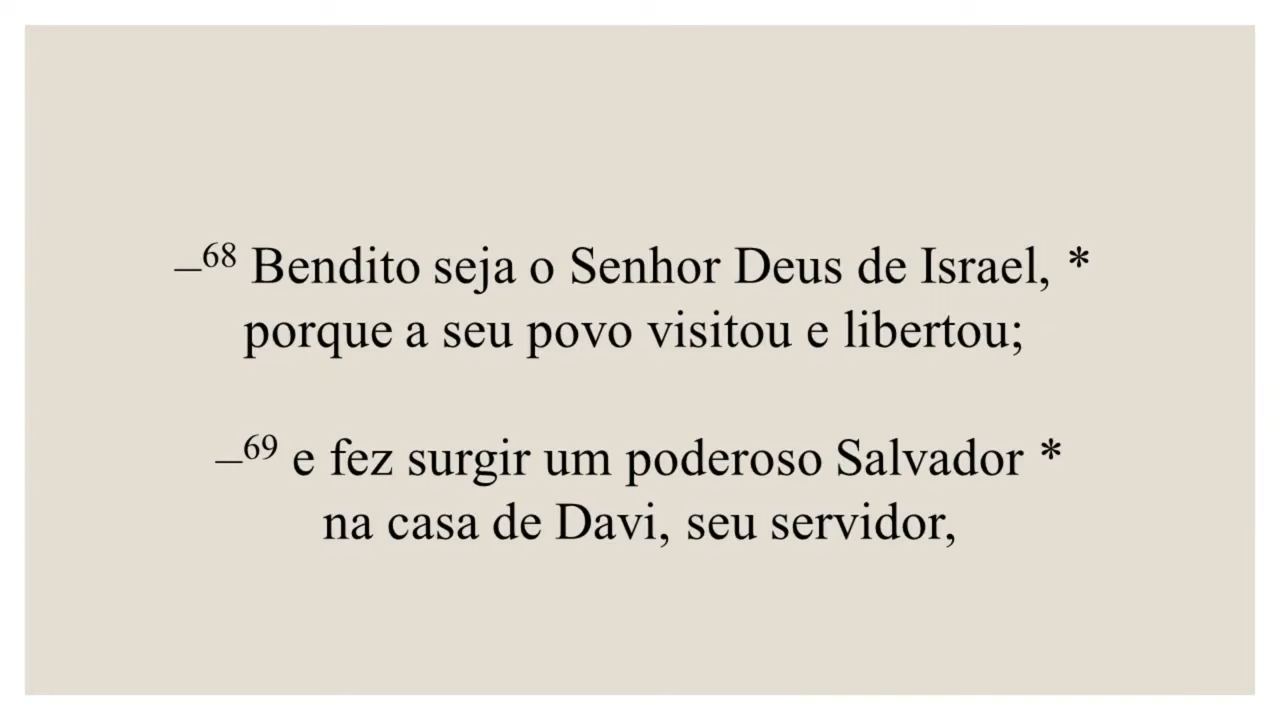 –68 Bendito seja o Senhor Deus de Israel, *
porque a seu povo visitou e libertou;
–69 e fez surgir um poderoso Salvador *
na casa de Davi, seu servidor,